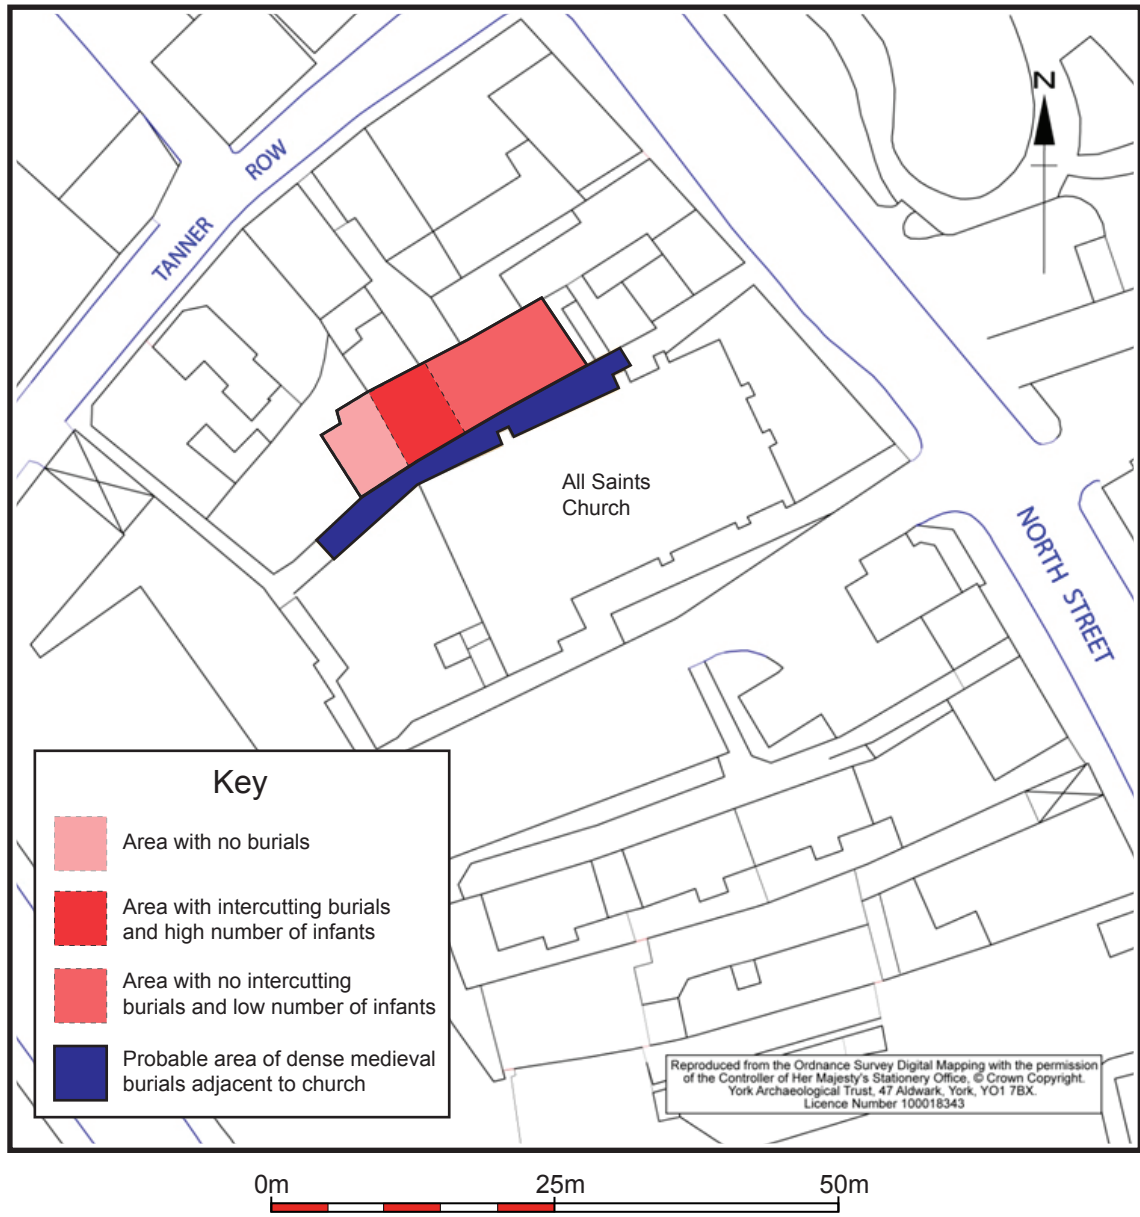 N
TANNER ROW
All Saints
Church
NORTH STREET
Key
Area with no burials
Area with intercutting burials
and high number of infants
Area with no intercutting
burials and low number of infants
Probable area of dense medieval
burials adjacent to church
Reproduced from the Ordnance Survey Digital Mapping with the permission
of the Controller of Her Majesty's Stationery Office, © Crown Copyright.
York Archaeological Trust, 47 Aldwark, York, YO1 7BX.
Licence Number 100018343
0m 25m 50m